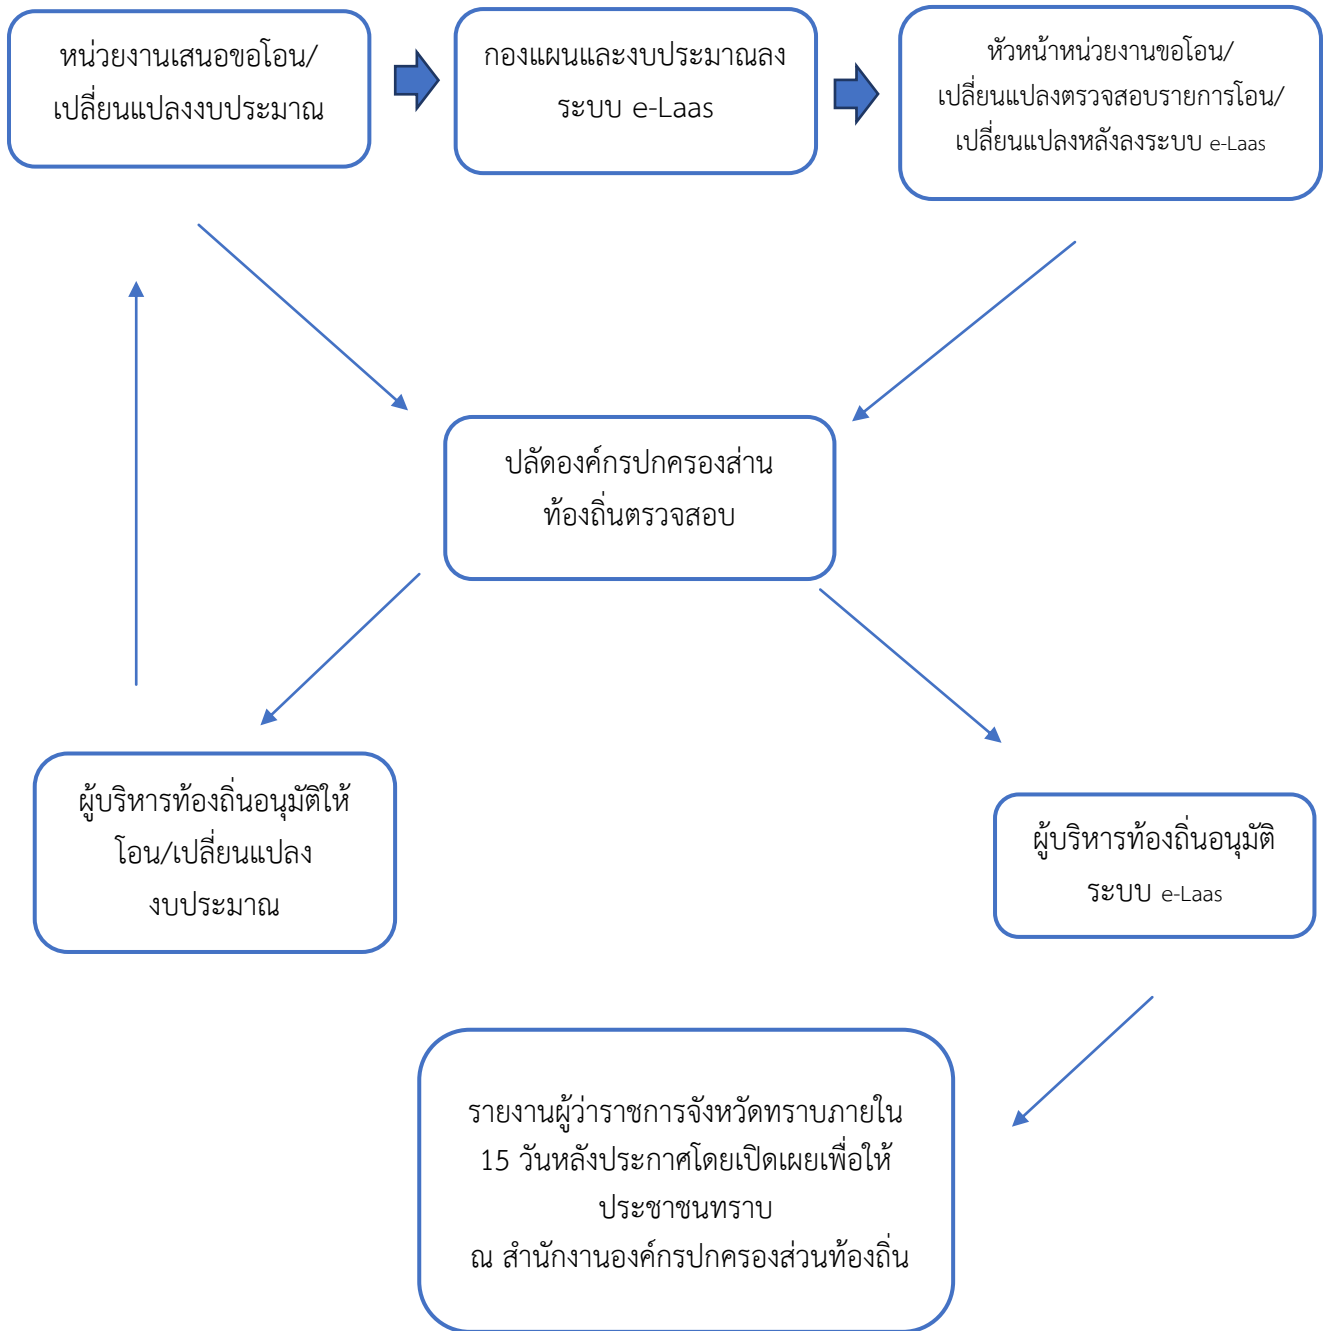 หน่วยงานเสนอขอโอน/
เปลี่ยนแปลงงบประมาณ
กองแผนและงบประมาณลง
ระบบ e-Laas
หัวหน้าหน่วยงานขอโอน/
เปลี่ยนแปลงตรวจสอบรายการโอน/
เปลี่ยนแปลงหลังลงระบบ e-Laas
ปลัดองค์กรปกครองส่าน
ท้องถิ่นตรวจสอบ
ผู้บริหารท้องถิ่นอนุมัติให้
โอน/เปลี่ยนแปลง
งบประมาณ
ผู้บริหารท้องถิ่นอนุมัติ
ระบบ e-Laas
รายงานผู้ว่าราชการจังหวัดทราบภายใน
15 วันหลังประกาศโดยเปิดเผยเพื่อให้
ประชาชนทราบ
ณ สำนักงานองค์กรปกครองส่วนท้องถิ่น